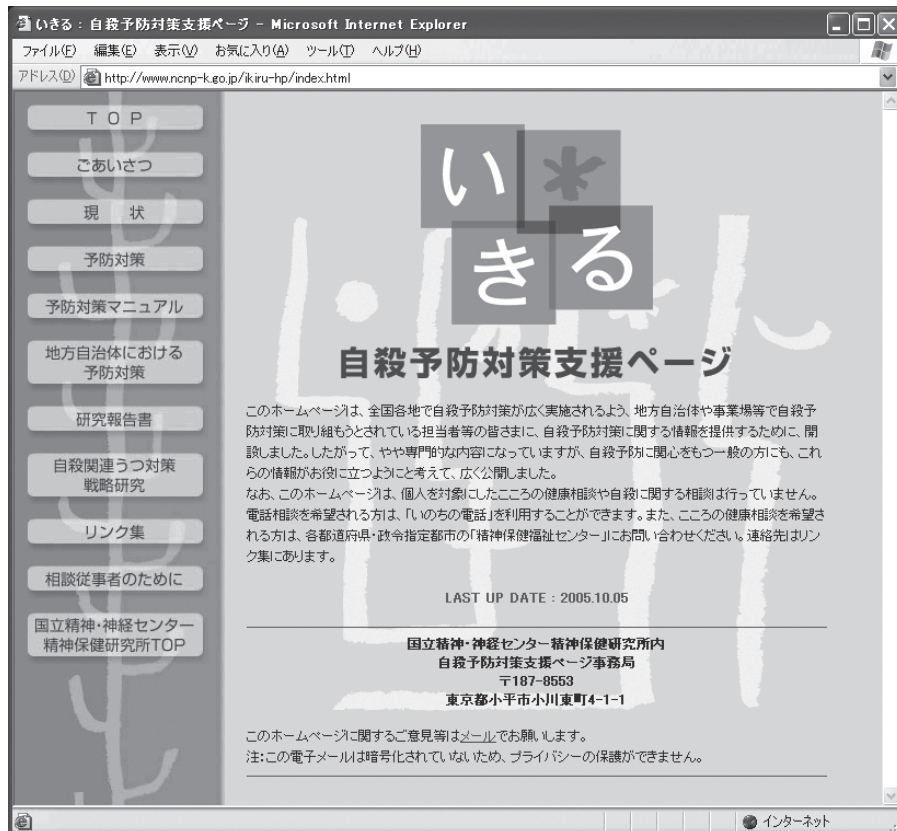 いきる：自殺予防対策支援ページ - Microsoft Internet Explorer
ファイル(F) 編集(E) 表示(V) お気に入り(A) ツール(T) ヘルプ(H)
アドレス(D) http://www.ncnp-k.go.jp/ikiru-hp/index.html
TOP
ごあいさつ
現 状
予防対策
予防対策マニュアル
地方自治体における
予防対策
研究報告書
自殺関連うつ対策
戦略研究
リンク集
相談従事者のために
国立精神・神経センター
精神保健研究所TOP
い*
きる
自殺予防対策支援ページ
このホームページは、全国各地で自殺予防対策が広く実施されるよう、地方自治体や事業場等で自殺予
防対策に取り組もうとされている担当者等の皆さまに、自殺予防対策に関する情報を提供するために、開
設しました。したがって、やや専門的な内容になっていますが、自殺予防に関心をもつ一般の方にも、これ
らの情報がお役に立つようにと考えて、広く公開しました。
なお、このホームページは、個人を対象にしたこころの健康相談や自殺に関する相談は行っていません。
電話相談を希望される方は、「いのちの電話」を利用することができます。また、こころの健康相談を希望さ
れる方は、各都道府県・政令指定都市の「精神保健福祉センター」にお問い合わせください。連絡先はリン
ク集にあります。
LAST UP DATE : 2005.10.05
国立精神・神経センター精神保健研究所内
自殺予防対策支援ページ事務局
〒187-8553
東京都小平市小川東町4-1-1
このホームページに関するご意見等はメールでお願いします。
注:この電子メールは暗号化されていないため、プライバシーの保護ができません。
インターネット